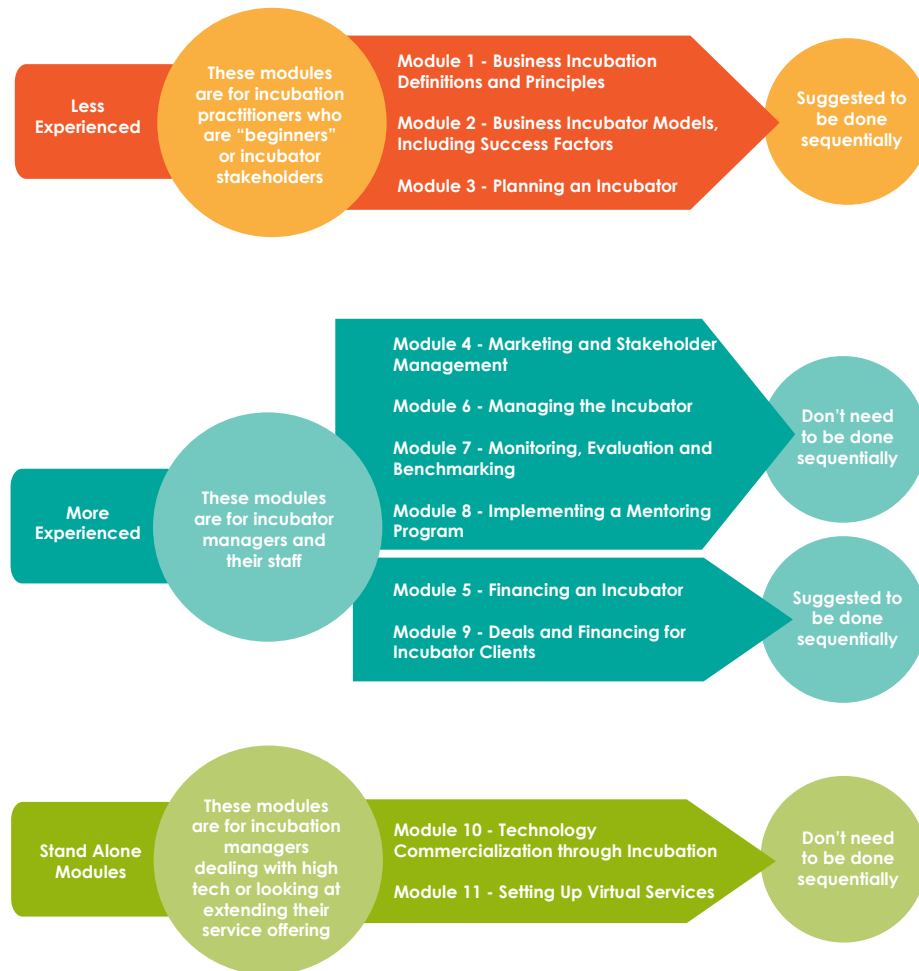 Less
Experienced
These modules
are for incubation
practitioners who
are “beginners”
or incubator
stakeholders
Module 1 - Business Incubation
Definitions and Principles
Module 2 - Business Incubator Models,
Including Success Factors
Module 3 - Planning an Incubator
Suggested to
be done
sequentially
More
Experienced
These modules
are for incubator
managers and
their staff
Module 4 - Marketing and Stakeholder
Management
Module 6 - Managing the Incubator
Module 7 - Monitoring, Evaluation and
Benchmarking
Module 8 - Implementing a Mentoring
Program
Don’t need
to be done
sequentially
Module 5 - Financing an Incubator
Module 9 - Deals and Financing for
Incubator Clients
Suggested to
be done
sequentially
Stand Alone
Modules
These modules
are for incubation
managers
dealing with high
tech or looking at
extending their
service offering
Module 10 - Technology
Commercialization through Incubation
Module 11 - Setting Up Virtual Services
Don’t need
to be done
sequentially